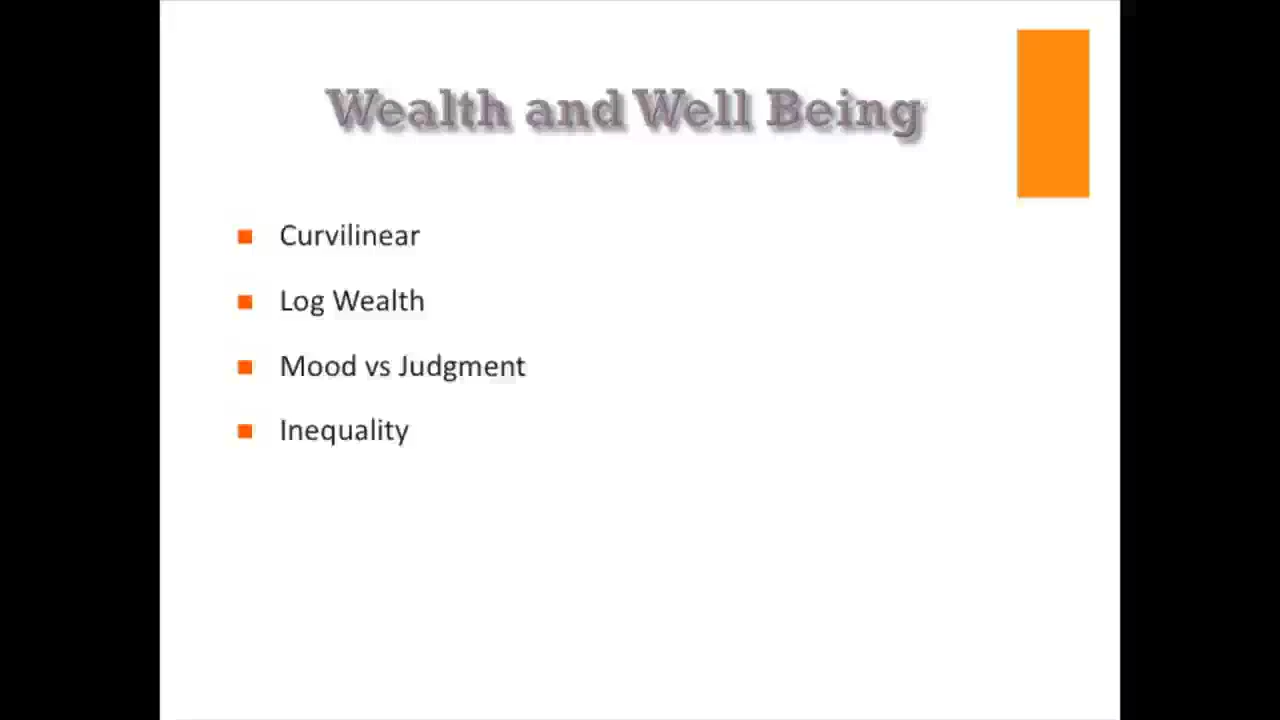 Wealth and Well Being
Curvilinear
Log Wealth
Mood vs Judgment
Inequality